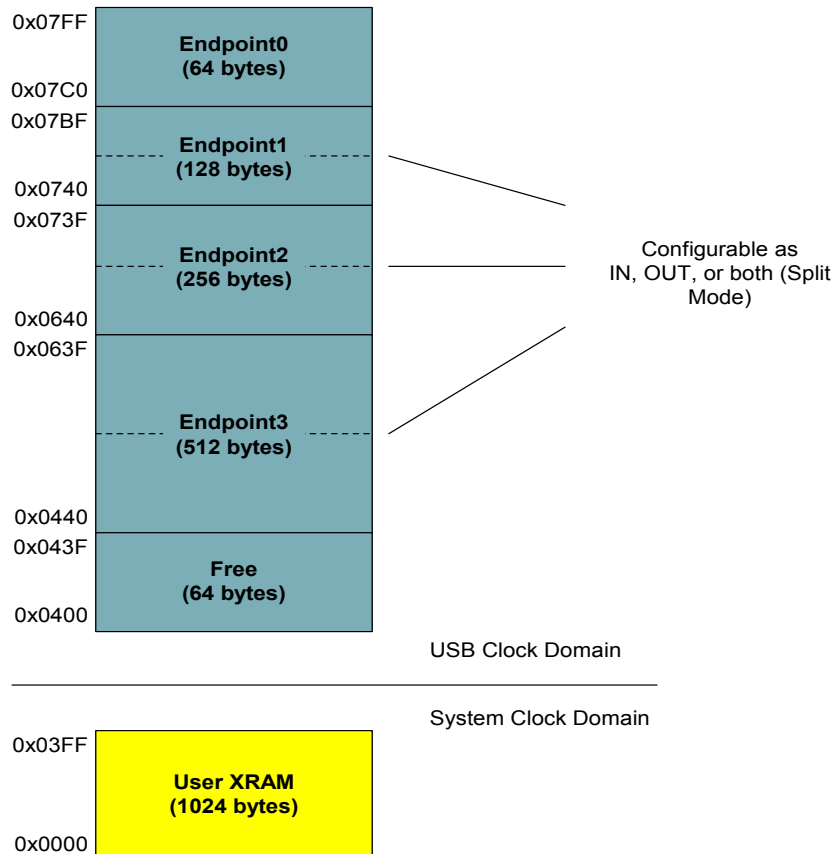 0x07FF
Endpoint0
(64 bytes)
0x07C0
0x07BF
Endpoint1
(128 bytes)
0x0740
0x073F
Endpoint2
(256 bytes)
0x0640
0x063F
Endpoint3
(512 bytes)
0x0440
0x043F
Free
(64 bytes)
0x0400
Configurable as
IN, OUT, or both (Split
Mode)
USB Clock Domain
System Clock Domain
0x03FF
User XRAM
(1024 bytes)
0x0000